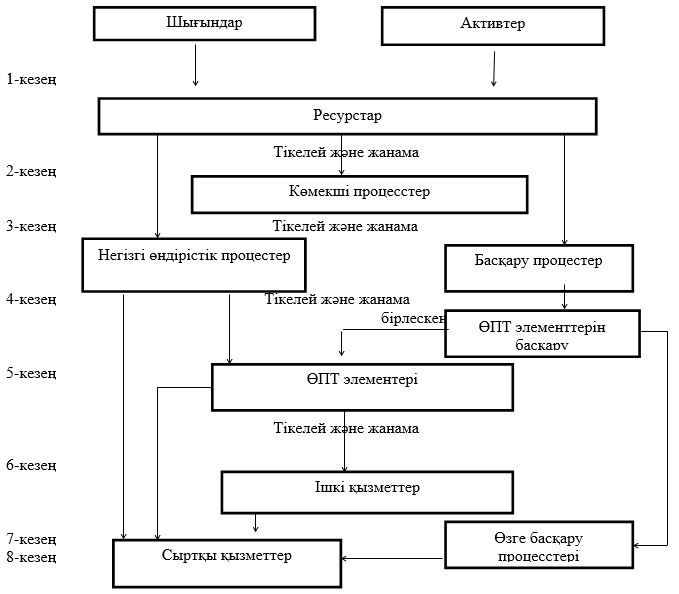 Шығындар
Активтер
1-кезең
Ресурстар
Тікелей және жанама
2-кезең
Көмекші процесстер
3-кезең
Тікелей және жанама
Негізгі өндірістік процестер
Басқару процестер
4-кезең
Тікелей және жанама
бірлескен
ӨПТ элементтерін
басқару
5-кезең
ӨПТ элементері
Тікелей және жанама
6-кезең
Ішкі қызметтер
7-кезең
Өзге басқару
процесстері
8-кезең
Сыртқы қызметтер